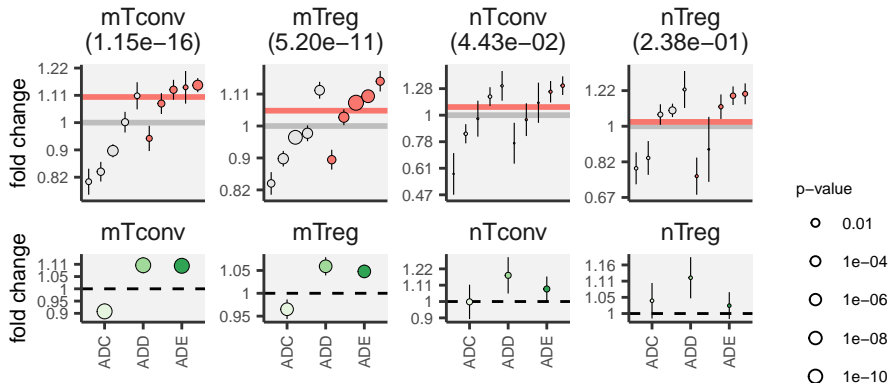 mTconv
(1.15e−16)
mTreg
(5.20e−11)
nTconv
(4.43e−02)
nTreg
(2.38e−01)
fold change
1.22
1.11
1
0.9
0.82
1.11
1
0.9
0.82
1.28
1
0.78
0.61
0.47
1.22
1
0.82
0.67
mTconv
mTreg
nTconv
nTreg
fold change
1.11
1.05
1
0.95
0.9
1.05
1
0.95
1.22
1.11
1
0.9
1.16
1.11
1.05
1
ADC
ADD
ADE
ADC
ADD
ADE
ADC
ADD
ADE
ADC
ADD
ADE
p−value
0.01
1e−04
1e−06
1e−08
1e−10